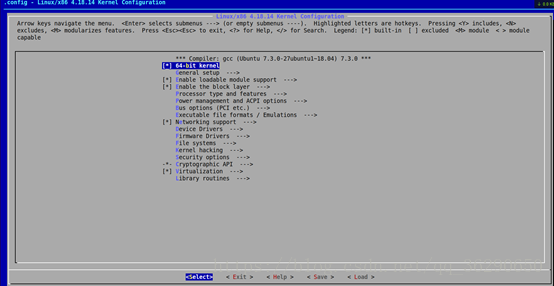 .config - Linux/x86 4.18.14 Kernel Configuration
Linux/x86 4.18.14 Kernel Configuration
Arrow keys navigate the menu. <Enter> selects submenus ---> (or empty submenus ----). Highlighted letters are hotkeys. Pressing <Y> includes, <N>
excludes, <M> modularizes features. Press <Esc><Esc> to exit, <?> for Help, </> for Search. Legend: [*] built-in [ ] excluded <M> module < > module
capable
*** Compiler: gcc (Ubuntu 7.3.0-27ubuntu1~18.04) 7.3.0 ***
[*] 64-bit kernel
General setup --->
[*] Enable loadable module support --->
[*] Enable the block layer --->
Processor type and features --->
Power management and ACPI options --->
Bus options (PCI etc.) --->
Executable file formats / Emulations --->
[*] Networking support --->
Device Drivers --->
Firmware Drivers --->
File systems --->
Kernel hacking --->
Security options --->
-*- Cryptographic API --->
[*] Virtualization --->
Library routines --->
<Select> < Exit > < Help > < Save > < Load >